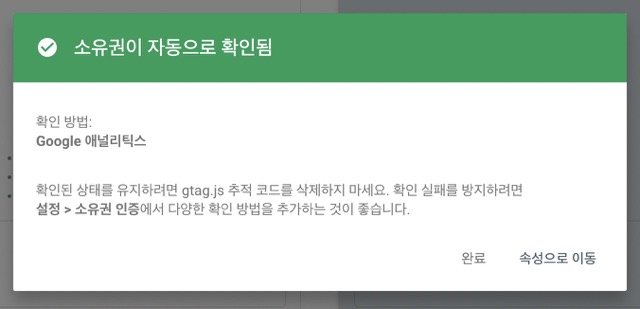 소유권이 자동으로 확인됨
확인 방법:
Google 애널리틱스
확인된 상태를 유지하려면 gtag.js 추적 코드를 삭제하지 마세요. 확인 실패를 방지하려면
설정 > 소유권 인증에서 다양한 확인 방법을 추가하는 것이 좋습니다.
완료 속성으로 이동